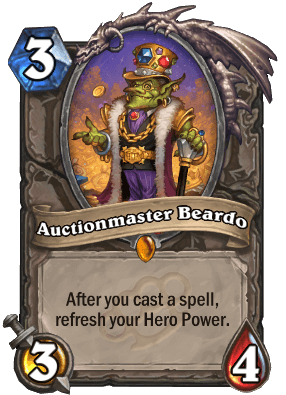 3
Auctionmaster Beardo
After you cast a spell,
refresh your Hero Power.
3
4